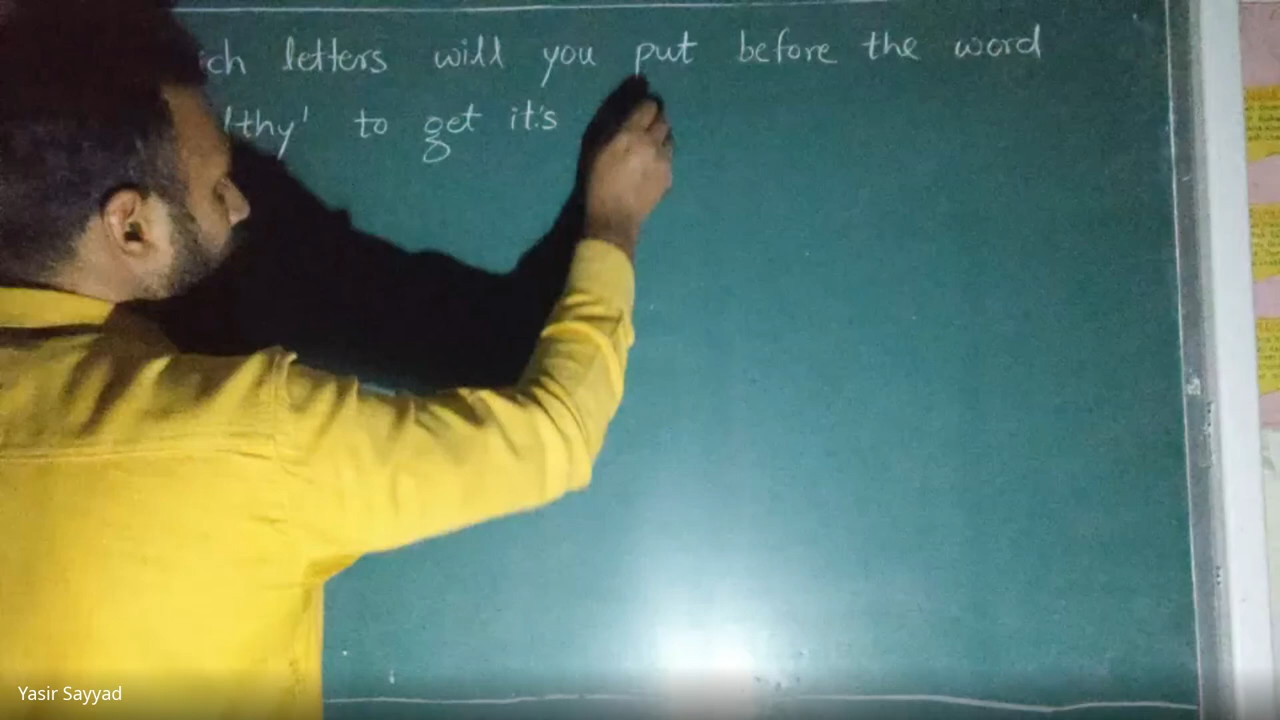 ich letters will you put before the word
lthy' to get it's
Yasir Sayyad